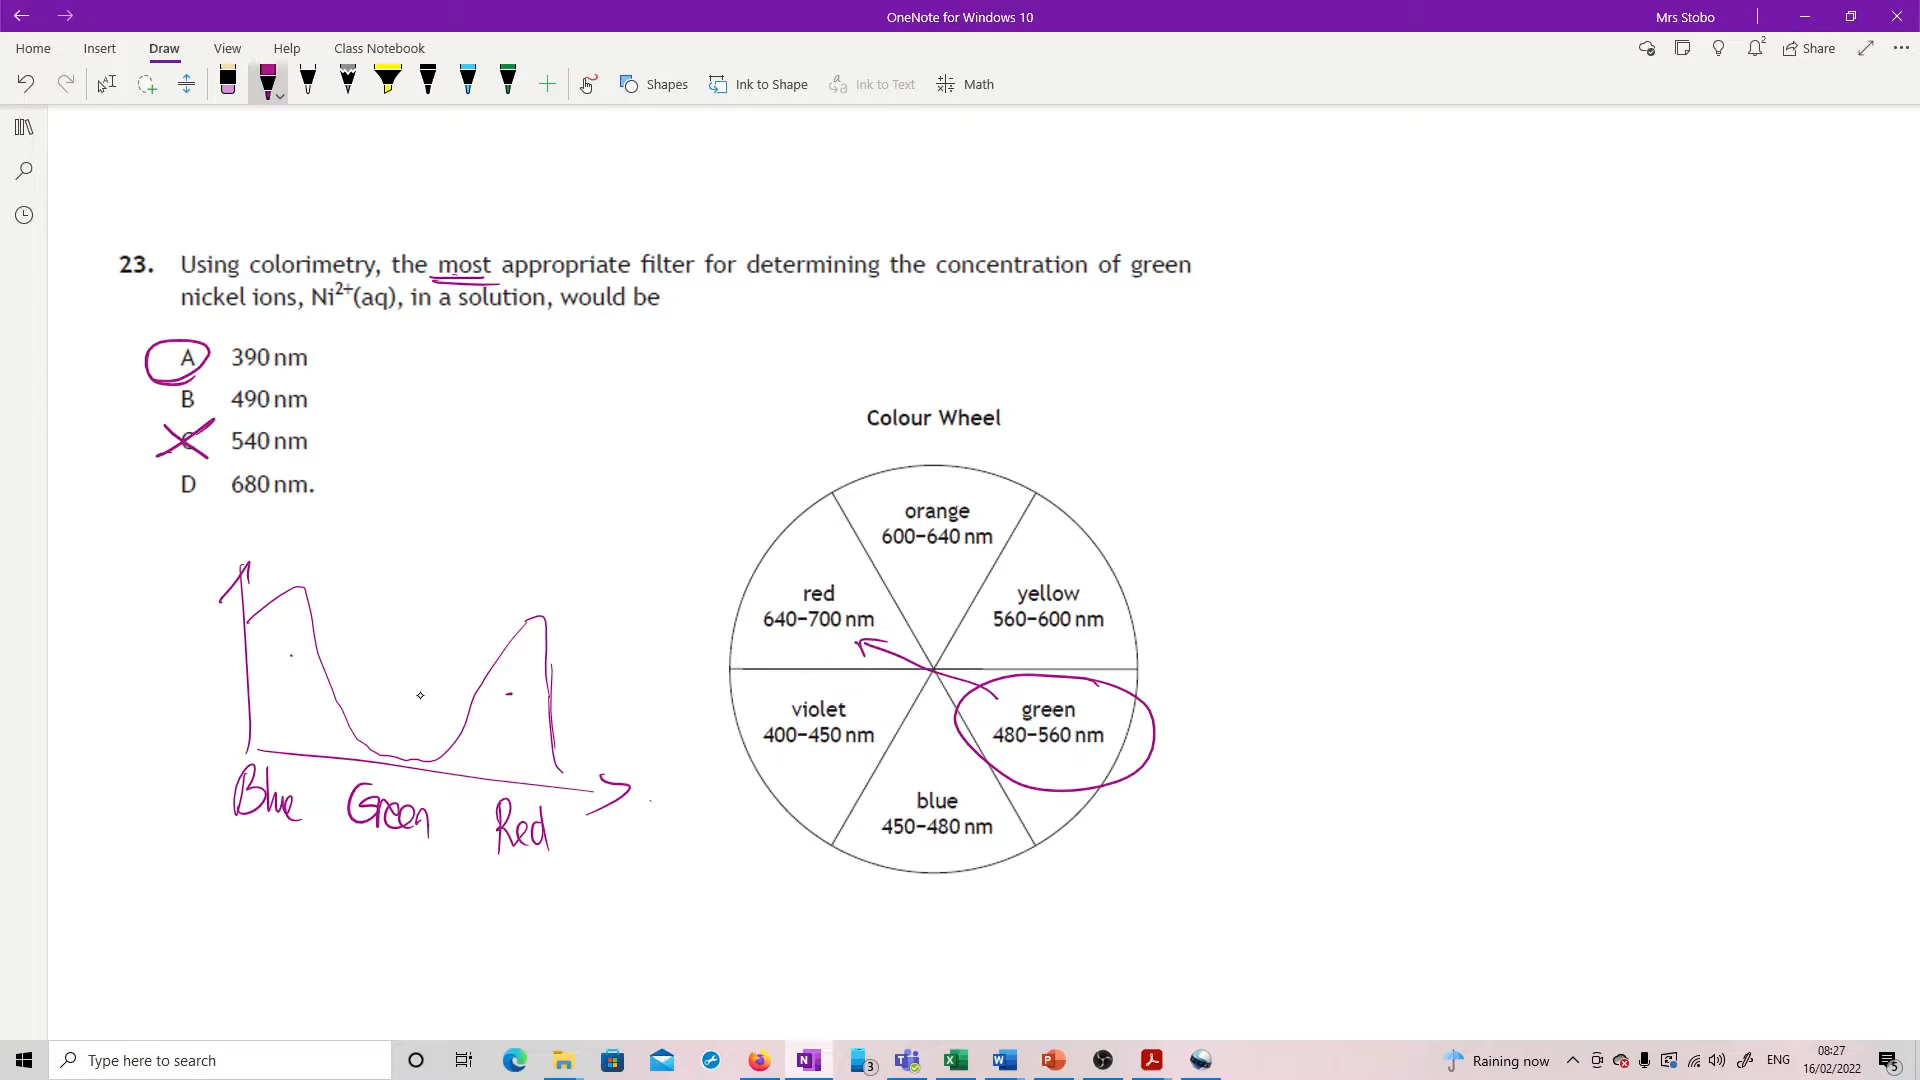 OneNote for Windows 10
Mrs Stobo
Home Insert Draw View Help Class Notebook
2
Share
Shapes Ink to Shape Ink to Text Math
23. Using colorimetry, the most appropriate filter for determining the concentration of green
nickel ions, Ni²⁺(aq), in a solution, would be
A 390 nm
B 490 nm
C 540 nm
D 680 nm.
Colour Wheel
orange
600–640 nm
red
640–700 nm
yellow
560–600 nm
violet
400–450 nm
green
480–560 nm
blue
450–480 nm
Blue Green Red
Type here to search
3
Raining now
ENG
08:27
16/02/2022
5